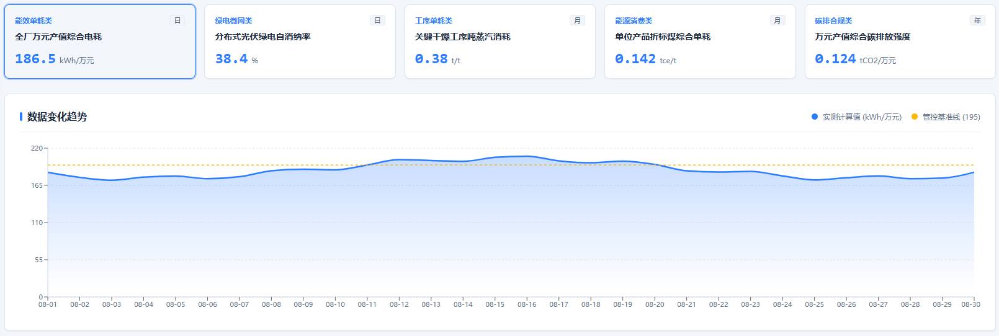 能效单耗类 日
全厂万元产值综合电耗
186.5 kWh/万元
绿电微网类 日
分布式光伏绿电自消纳率
38.4 %
工序单耗类 月
关键干燥工序吨蒸汽消耗
0.38 t/t
能源消费类 月
单位产品折标煤综合单耗
0.142 tce/t
碳排合规类 年
万元产值综合碳排放强度
0.124 tCO2/万元
数据变化趋势
实测计算值 (kWh/万元) 管控基准线 (195)
220
165
110
55
0
08-01 08-02 08-03 08-04 08-05 08-06 08-07 08-08 08-09 08-10 08-11 08-12 08-13 08-14 08-15 08-16 08-17 08-18 08-19 08-20 08-21 08-22 08-23 08-24 08-25 08-26 08-27 08-28 08-29 08-30